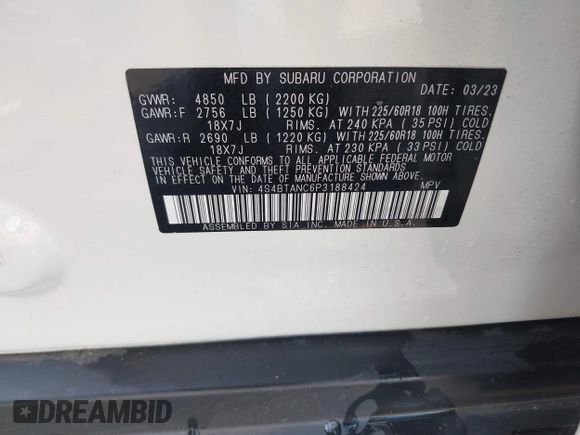 MFD BY SUBARU CORPORATION DATE: 03/23
GVWR: 4850 LB (2200 KG)
GAWR:F 2756 LB (1250 KG) WITH 225/60R18 100H TIRES.
18X7J RIMS. AT 240 KPA (35 PSI) COLD
GAWR:R 2690 LB (1220 KG) WITH 225/60R18 100H TIRES.
18X7J RIMS. AT 230 KPA (33 PSI) COLD
THIS VEHICLE CONFORMS TO ALL APPLICABLE FEDERAL MOTOR
VEHICLE SAFETY AND THEFT PREVENTION STANDARDS
IN EFFECT ON THE DATE OF MANUFACTURE SHOWN ABOVE.
VIN: 4S4BTANC6P3188424 MPV
ASSEMBLED BY SIA INC. MADE IN U.S.A.
DREAMBID